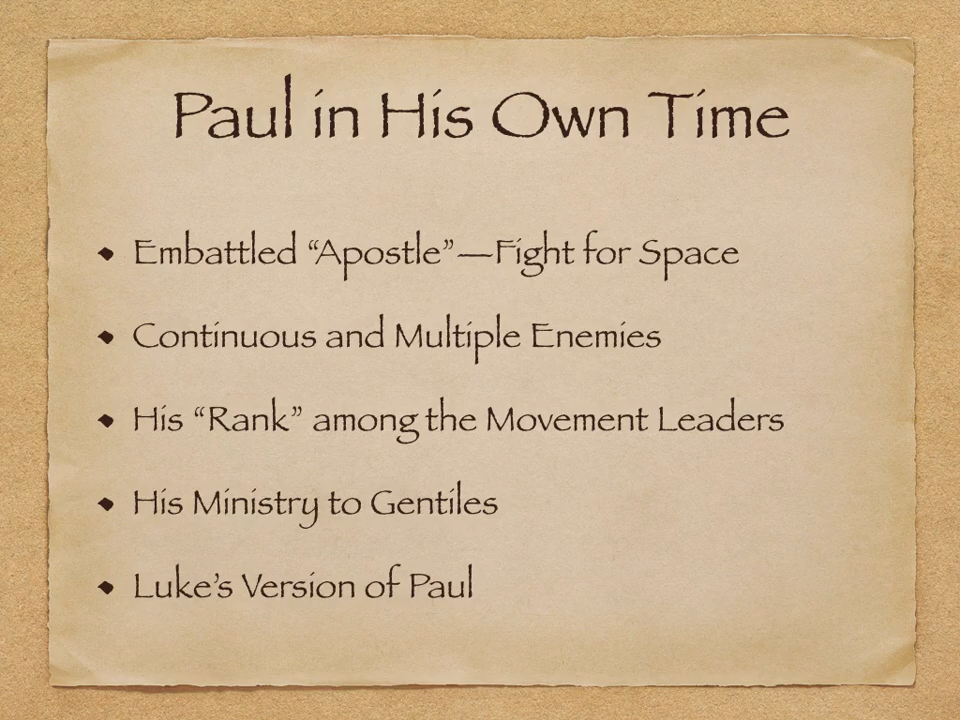 Paul in His Own Time
• Embattled “Apostle”—Fight for Space
• Continuous and Multiple Enemies
• His “Rank” among the Movement Leaders
• His Ministry to Gentiles
• Luke’s Version of Paul